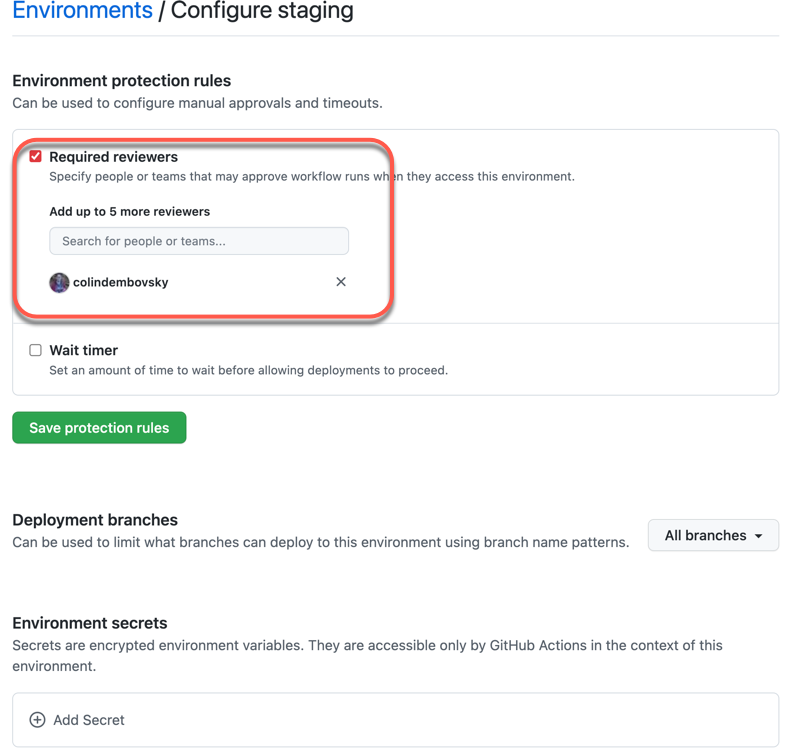 Environments / Configure staging
Environment protection rules
Can be used to configure manual approvals and timeouts.
Required reviewers
Specify people or teams that may approve workflow runs when they access this environment.
Add up to 5 more reviewers
Search for people or teams...
colindembovsky
Wait timer
Set an amount of time to wait before allowing deployments to proceed.
Save protection rules
Deployment branches
Can be used to limit what branches can deploy to this environment using branch name patterns.
All branches
Environment secrets
Secrets are encrypted environment variables. They are accessible only by GitHub Actions in the context of this
environment.
Add Secret